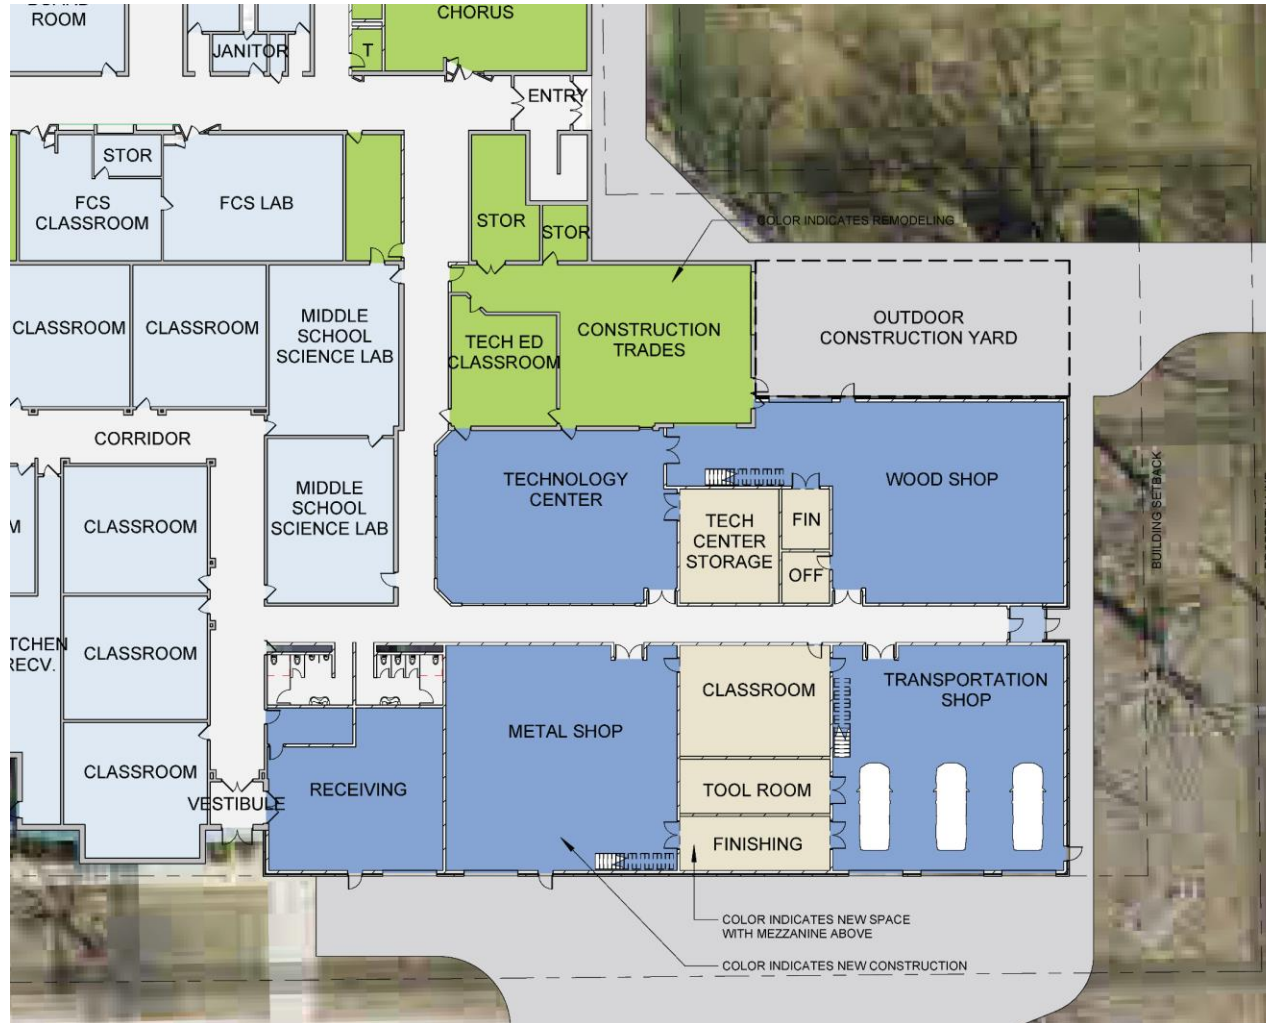 ROOM
CHORUS
JANITOR
T
ENTRY
STOR
FCS
CLASSROOM
FCS LAB
STOR
STOR
COLOR INDICATES REMODELING
CLASSROOM
CLASSROOM
MIDDLE
SCHOOL
SCIENCE LAB
TECH ED
CLASSROOM
CONSTRUCTION
TRADES
OUTDOOR
CONSTRUCTION YARD
CORRIDOR
TECHNOLOGY
CENTER
WOOD SHOP
BUILDING SETBACK
CLASSROOM
MIDDLE
SCHOOL
SCIENCE LAB
TECH
CENTER
STORAGE
FIN
OFF
RECV.
CLASSROOM
CLASSROOM
TRANSPORTATION
SHOP
METAL SHOP
CLASSROOM
VESTIBULE
RECEIVING
TOOL ROOM
FINISHING
COLOR INDICATES NEW SPACE
WITH MEZZANINE ABOVE
COLOR INDICATES NEW CONSTRUCTION